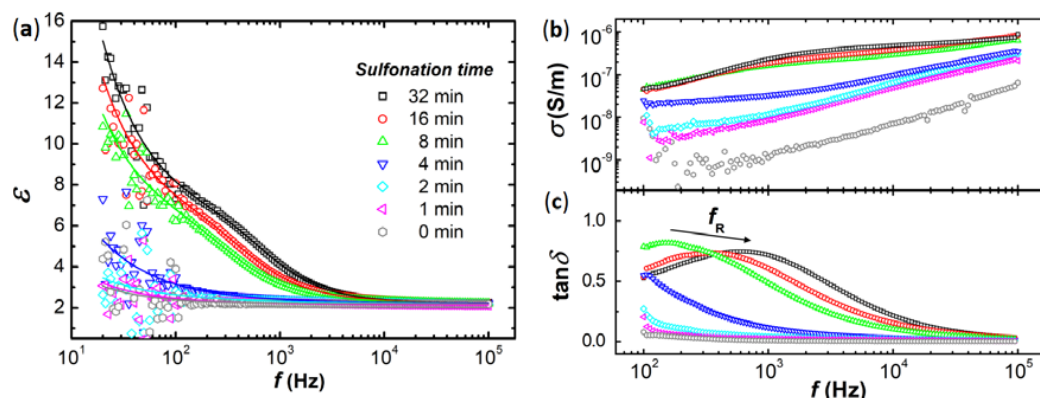 (a)
16
14
12
10
8
6
4
2
ε
10¹
10²
10³
10⁴
10⁵
f (Hz)
Sulfonation time
32 min
16 min
8 min
4 min
2 min
1 min
0 min
(b)
10⁻⁶
10⁻⁷
10⁻⁸
10⁻⁹
σ(S/m)
(c)
1.0
0.5
0.0
tanδ
f_R
10²
10³
10⁴
10⁵
f (Hz)